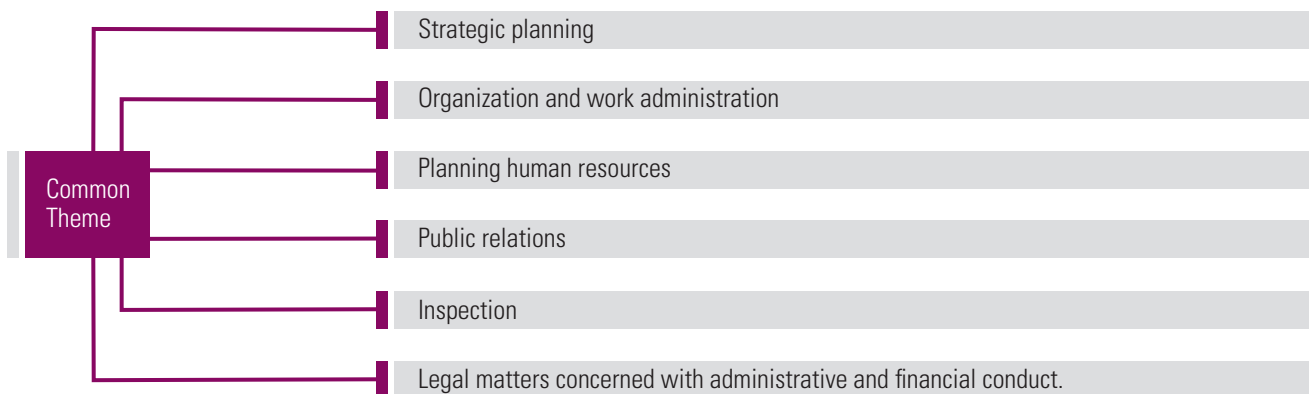 Strategic planning
Organization and work administration
Common
Theme
Planning human resources
Public relations
Inspection
Legal matters concerned with administrative and financial conduct.